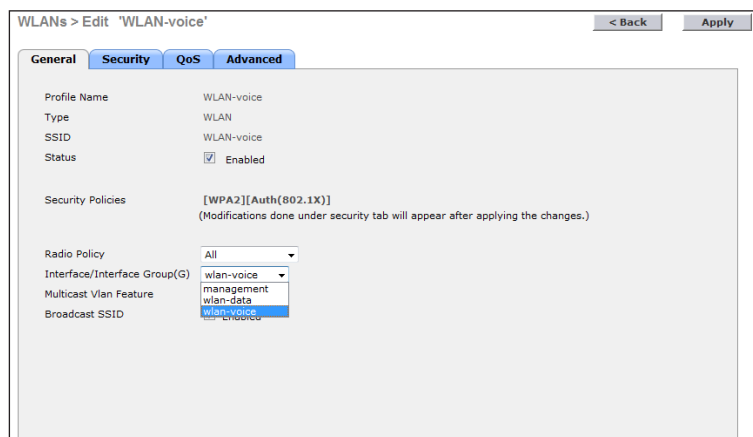 WLANs > Edit 'WLAN-voice'
< Back
Apply
General
Security
QoS
Advanced
Profile Name WLAN-voice
Type WLAN
SSID WLAN-voice
Status Enabled
Security Policies [WPA2][Auth(802.1X)]
(Modifications done under security tab will appear after applying the changes.)
Radio Policy All
Interface/Interface Group(G) wlan-voice
management
Multicast Vlan Feature wlan-data
wlan-voice
Broadcast SSID Enabled